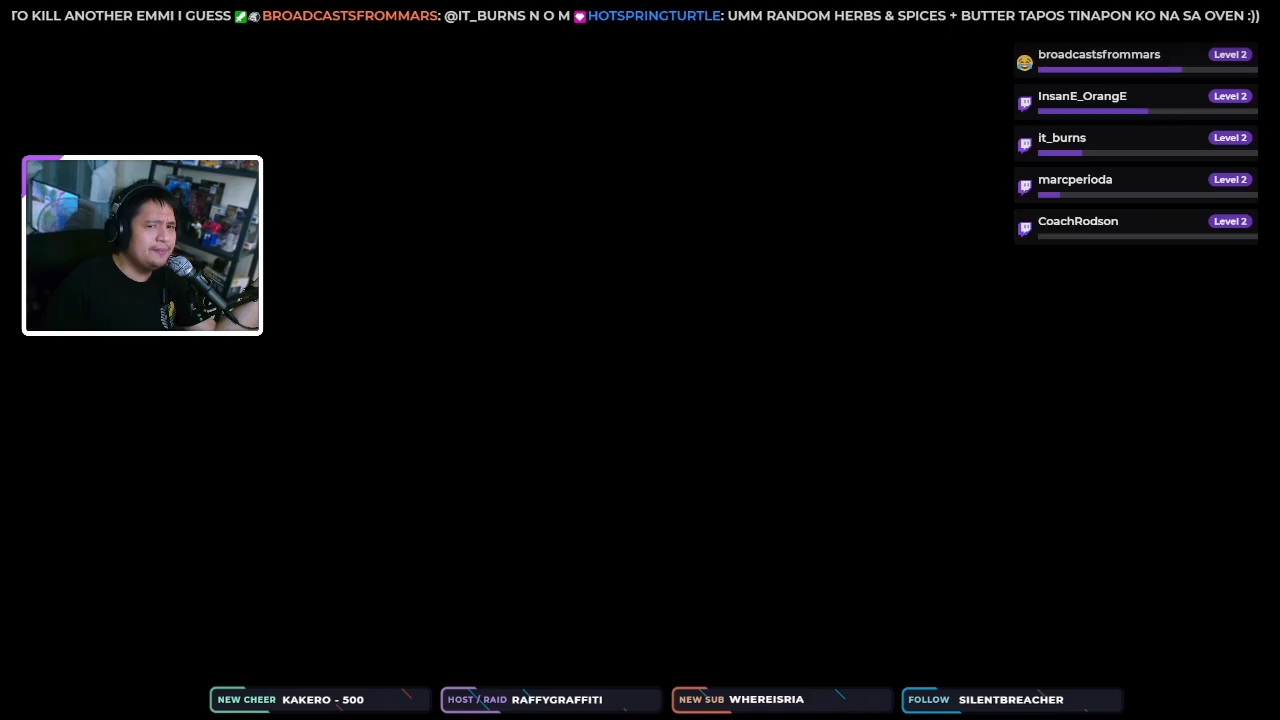 TO KILL ANOTHER EMMI I GUESS BROADCASTSFROMMARS: @IT_BURNS N O M HOTSPRINGTURTLE: UMM RANDOM HERBS & SPICES + BUTTER TAPOS TINAPON KO NA SA OVEN :))
broadcastsfrommars Level 2
InsanE_OrangE Level 2
it_burns Level 2
marcperioda Level 2
CoachRodson Level 2
NEW CHEER KAKERO - 500 HOST / RAID RAFFYGRAFFITI NEW SUB WHEREISRIA FOLLOW SILENTBREACHER